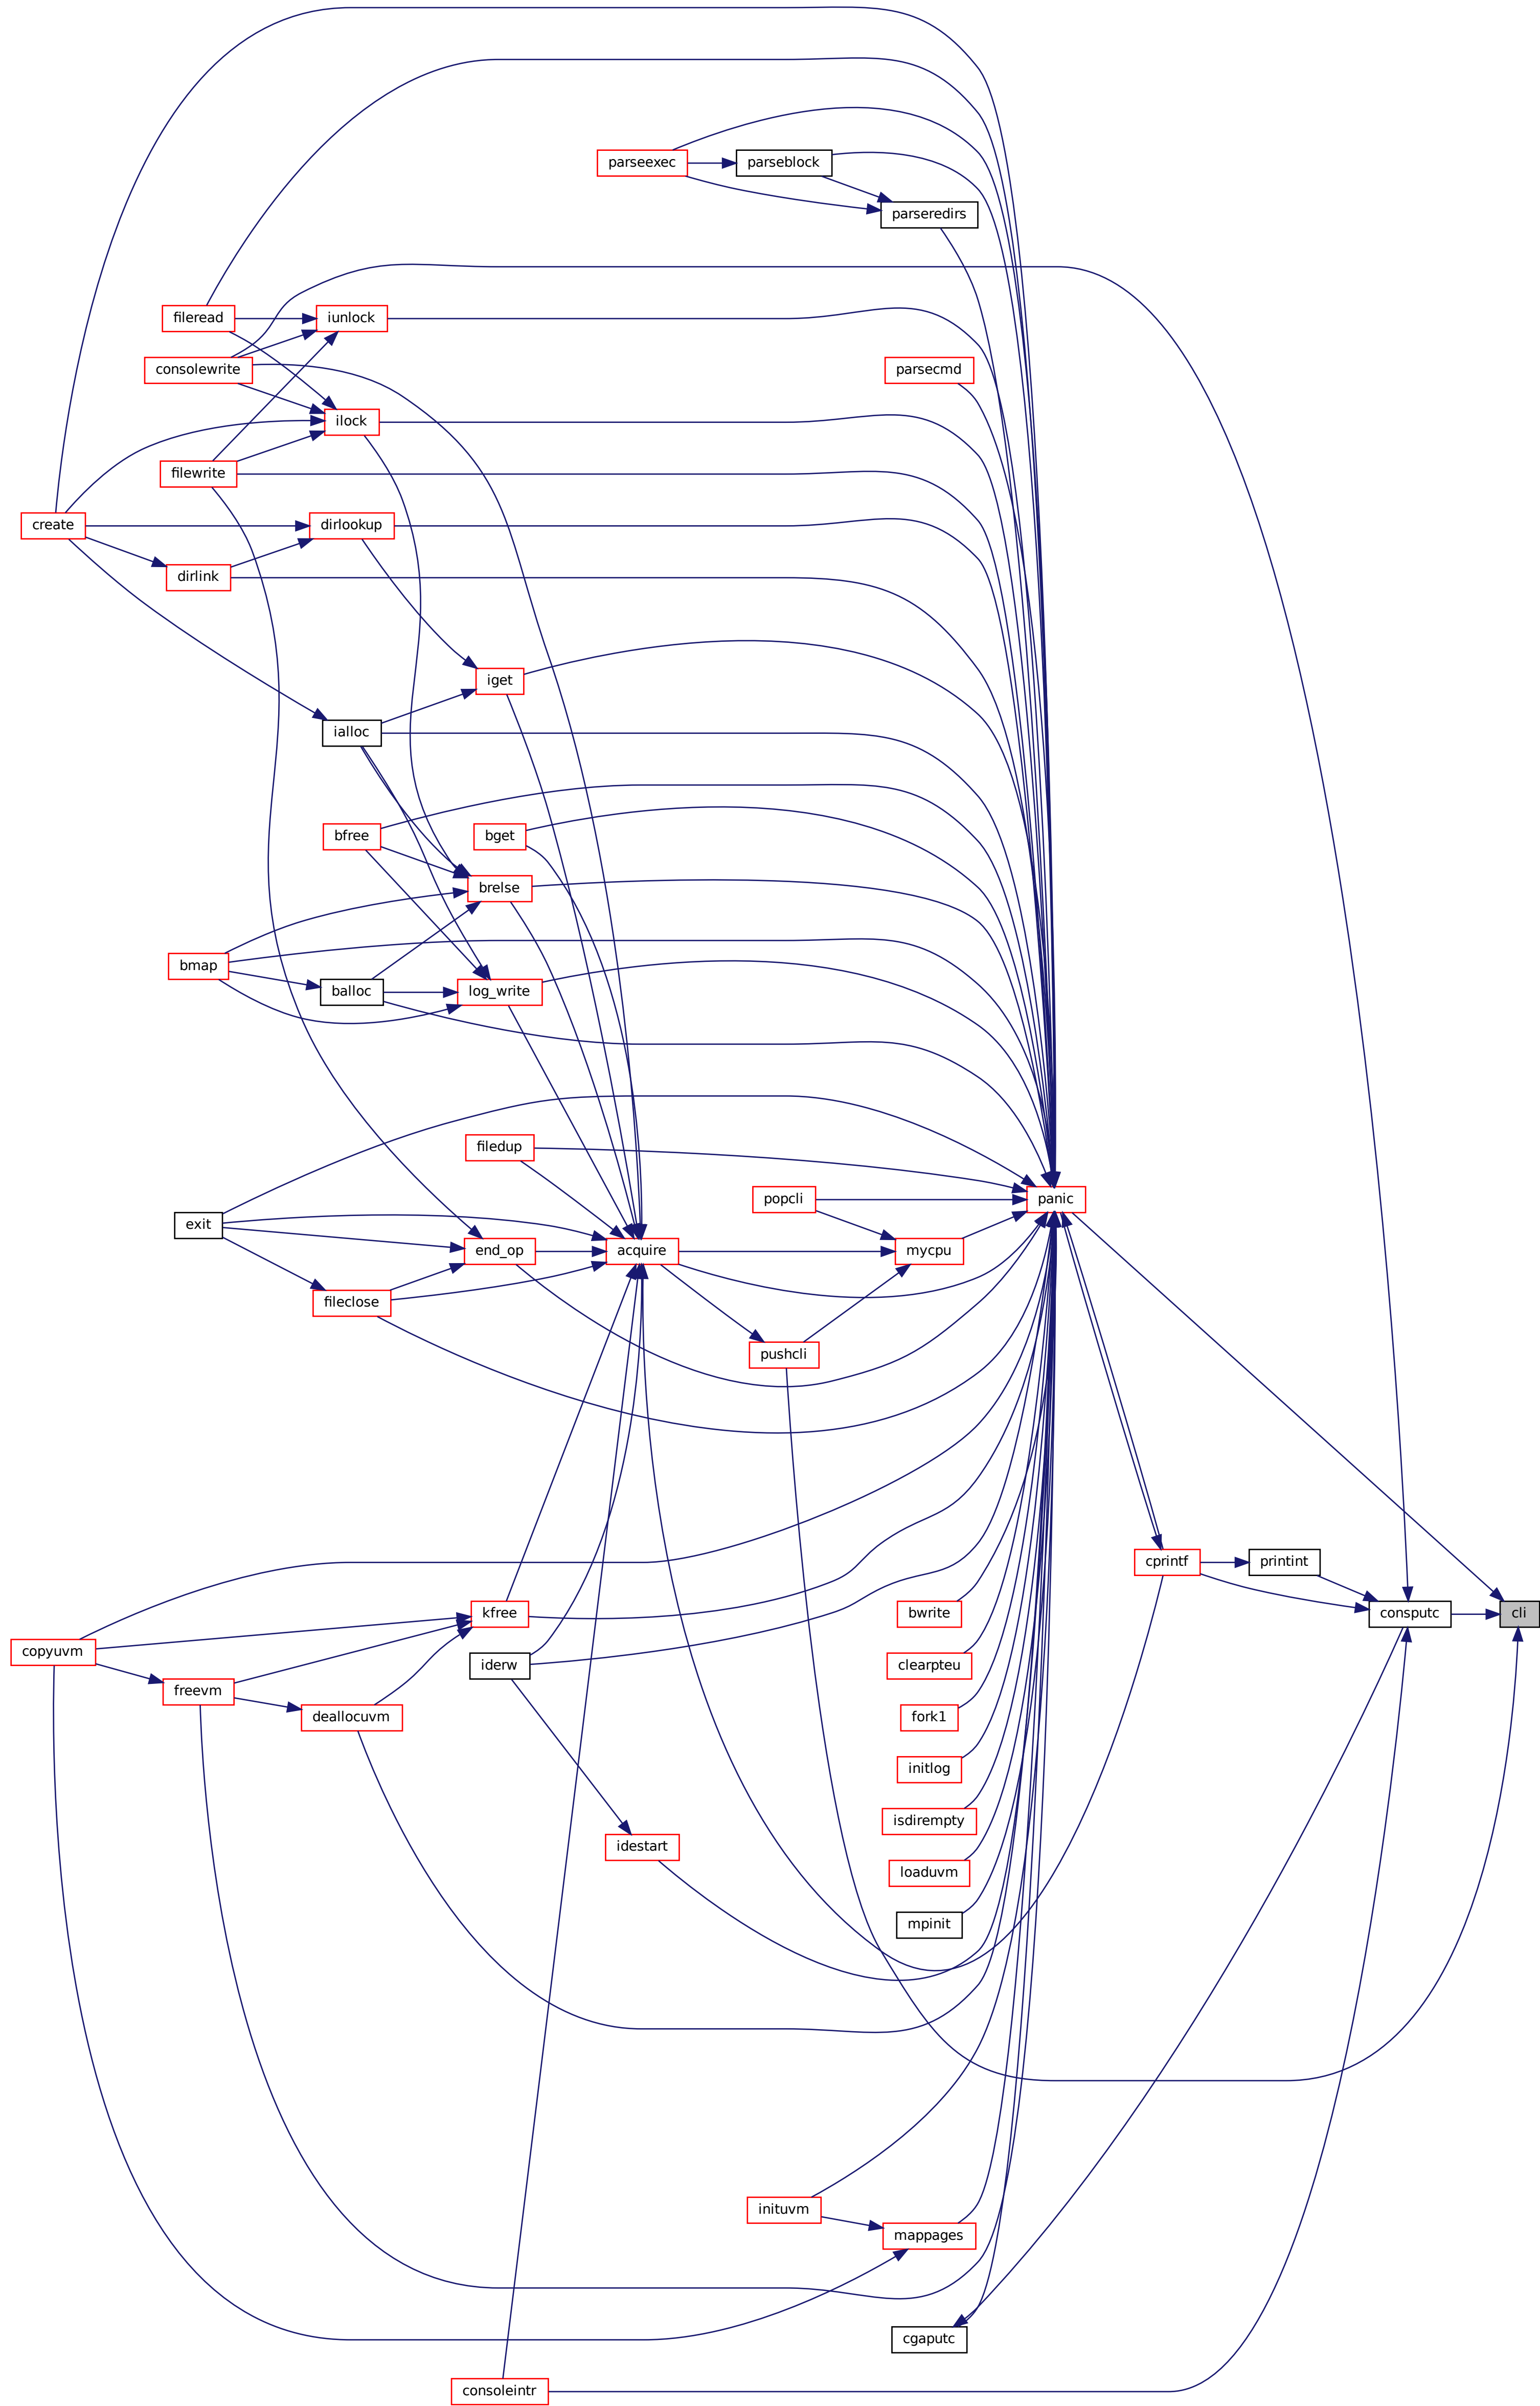 parseexec
parseblock
parseredirs
fileread
iunlock
consolewrite
parsecmd
ilock
filewrite
create
dirlookup
dirlink
iget
ialloc
bfree
bget
brelse
bmap
balloc
log_write
filedup
popcli
panic
exit
end_op
acquire
mycpu
fileclose
pushcli
cprintf
printint
kfree
bwrite
consputc
cli
copyuvm
iderw
clearpteu
freevm
deallocuvm
fork1
initlog
isdirempty
idestart
loaduvm
mpinit
inituvm
mappages
cgaputc
consoleintr